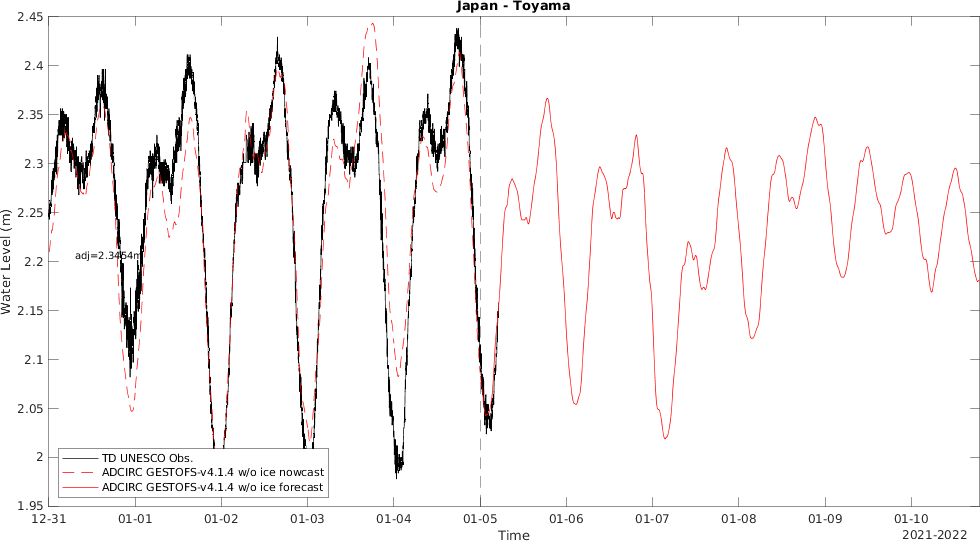 Japan - Toyama
Water Level (m)
2.45
2.4
2.35
2.3
2.25
2.2
2.15
2.1
2.05
2
1.95
adj=2.3464m
TD UNESCO Obs.
ADCIRC GESTOFS-v4.1.4 w/o ice nowcast
ADCIRC GESTOFS-v4.1.4 w/o ice forecast
12-31 01-01 01-02 01-03 01-04 01-05 01-06 01-07 01-08 01-09 01-10
Time
2021-2022